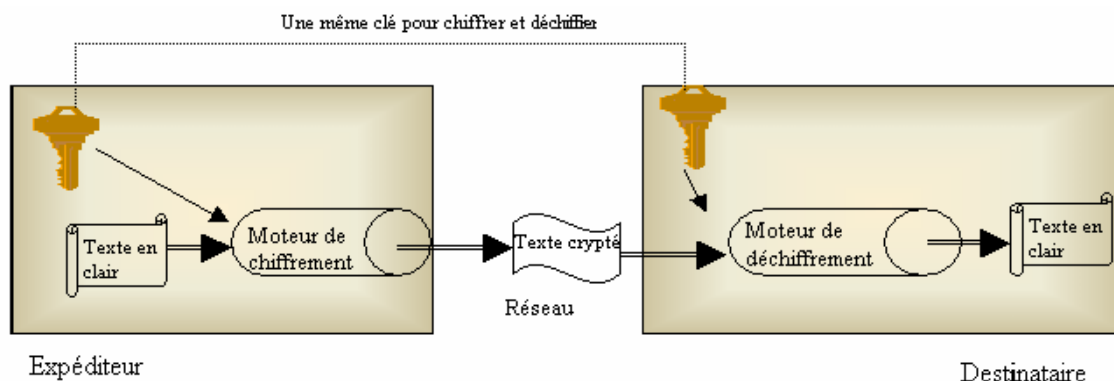 Une même clé pour chiffrer et déchiffrer
Texte en
clair
Moteur de
chiffrement
Texte crypté
Réseau
Moteur de
déchiffrement
Texte en
clair
Expéditeur
Destinataire